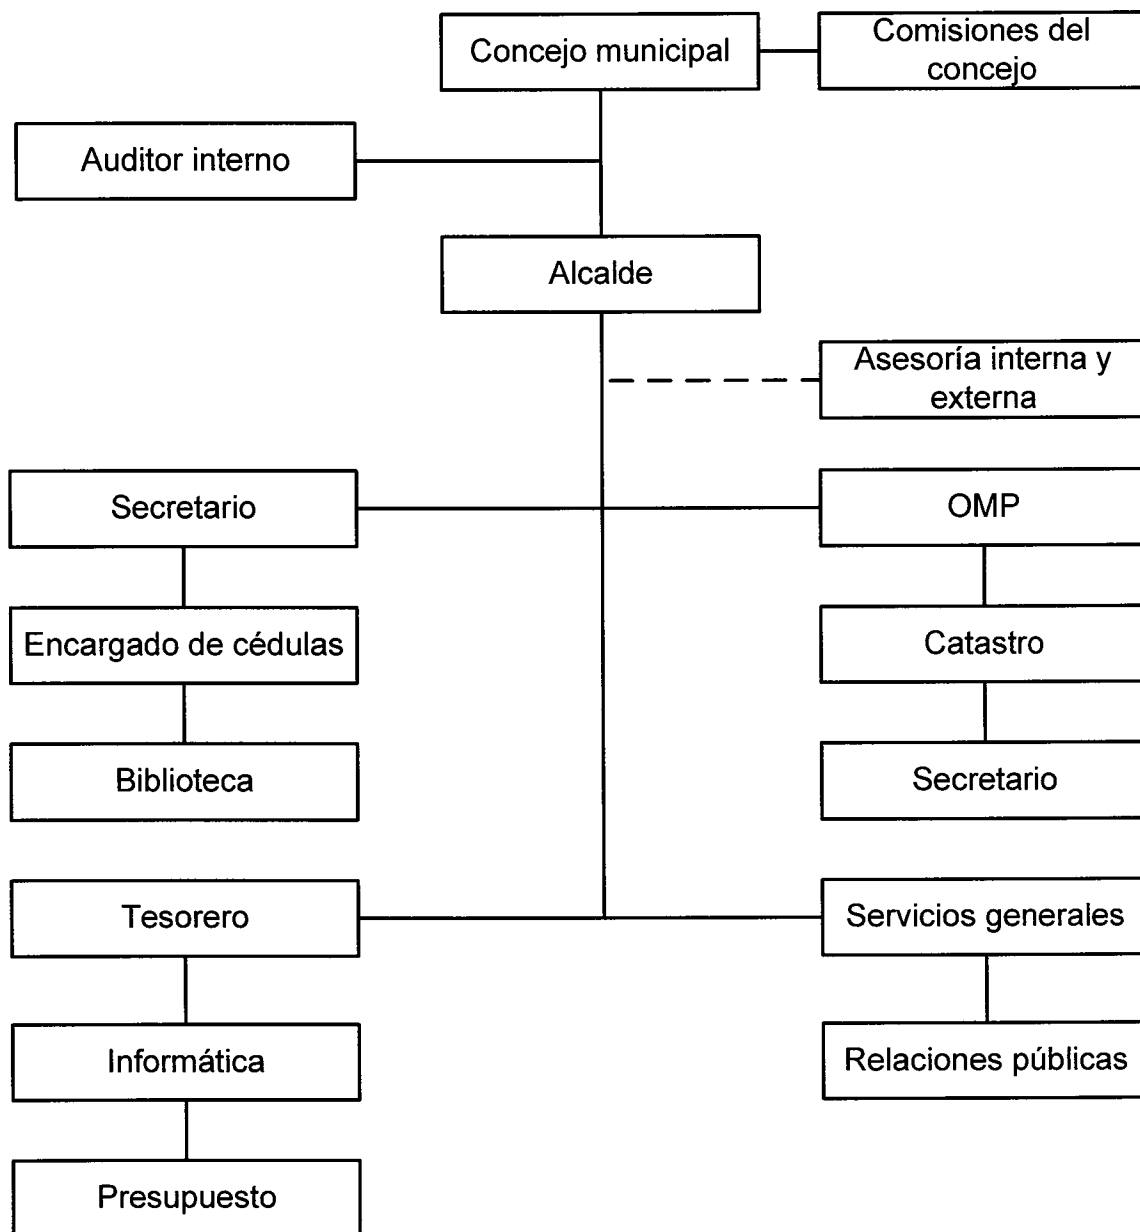 Concejo municipal
Comisiones del
concejo
Auditor interno
Alcalde
Asesoría interna y
externa
Secretario
OMP
Encargado de cédulas
Catastro
Biblioteca
Secretario
Tesorero
Servicios generales
Informática
Relaciones públicas
Presupuesto